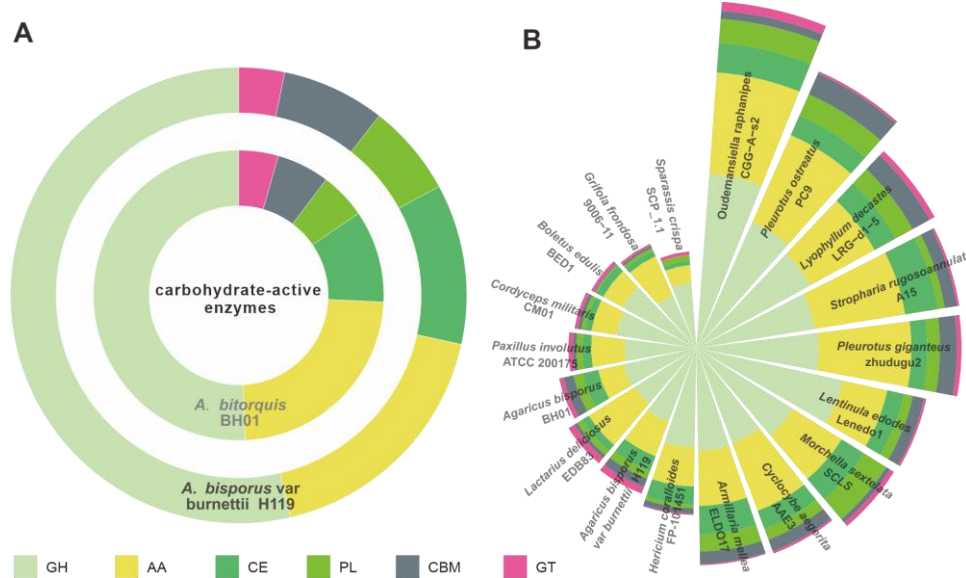 A
carbohydrate-active
enzymes
A. bitorquis
BH01
A. bisporus var
burnettii H119
B
Oudemansiella raphanipes
CGG-A-s2
Pleurotus ostreatus
PC9
Lyophyllum decastes
LRG-d1-5
Stropharia rugosoannulat
A15
Pleurotus giganteus
zhudugu2
Lentinula edodes
Lenedo1
Morchella sextelata
SCLS
Cyclocybe aegerita
AAE3
Armillaria mellea
ELDO17
Hericium coralloides
FP-101451
Agaricus bisporus
var burnettii H119
Lactarius deliciosus
EDB83
Agaricus bisporus
BH01
Paxillus involutus
ATCC 200175
Cordyceps militaris
CM01
Boletus edulis
BED1
Grifola frondosa
9006-11
Sparassis crispa
SCP_1.1
GH
AA
CE
PL
CBM
GT